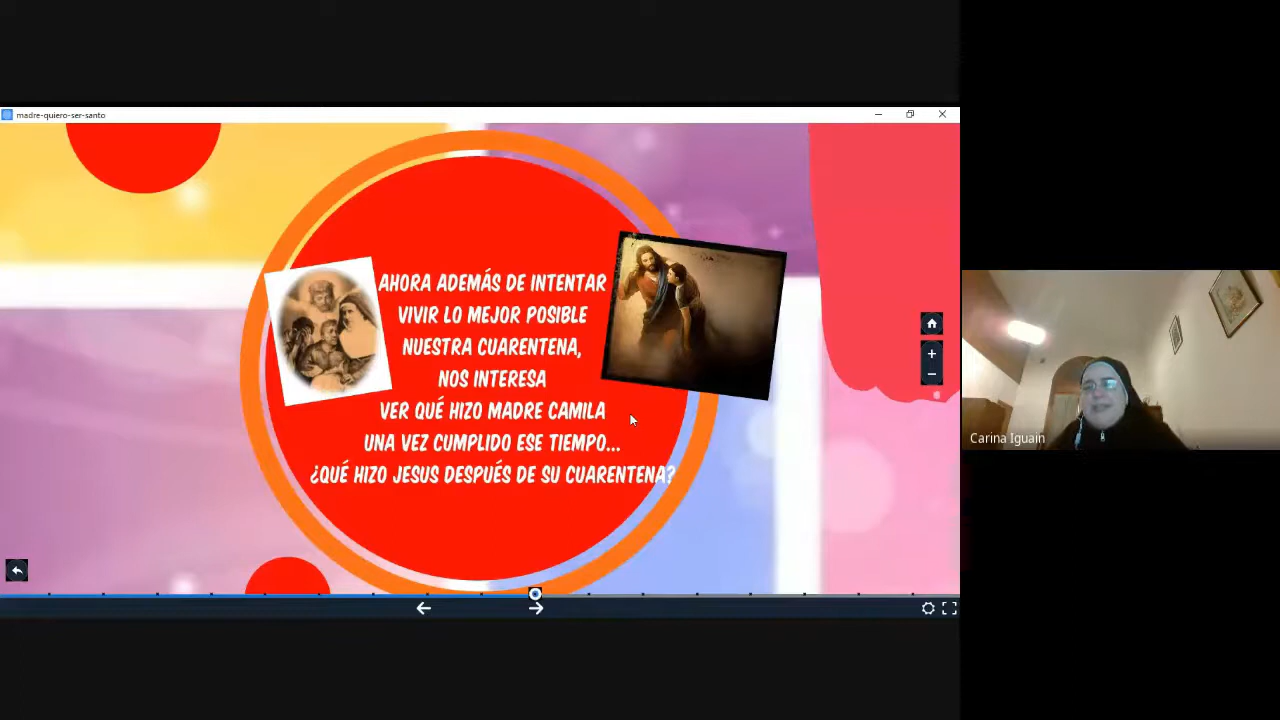 madre-quiero-ser-santo
AHORA ADEMÁS DE INTENTAR
VIVIR LO MEJOR POSIBLE
NUESTRA CUARENTENA,
NOS INTERESA
VER QUÉ HIZO MADRE CAMILA
UNA VEZ CUMPLIDO ESE TIEMPO...
¿QUÉ HIZO JESUS DESPUÉS DE SU CUARENTENA?
Carina Iguain